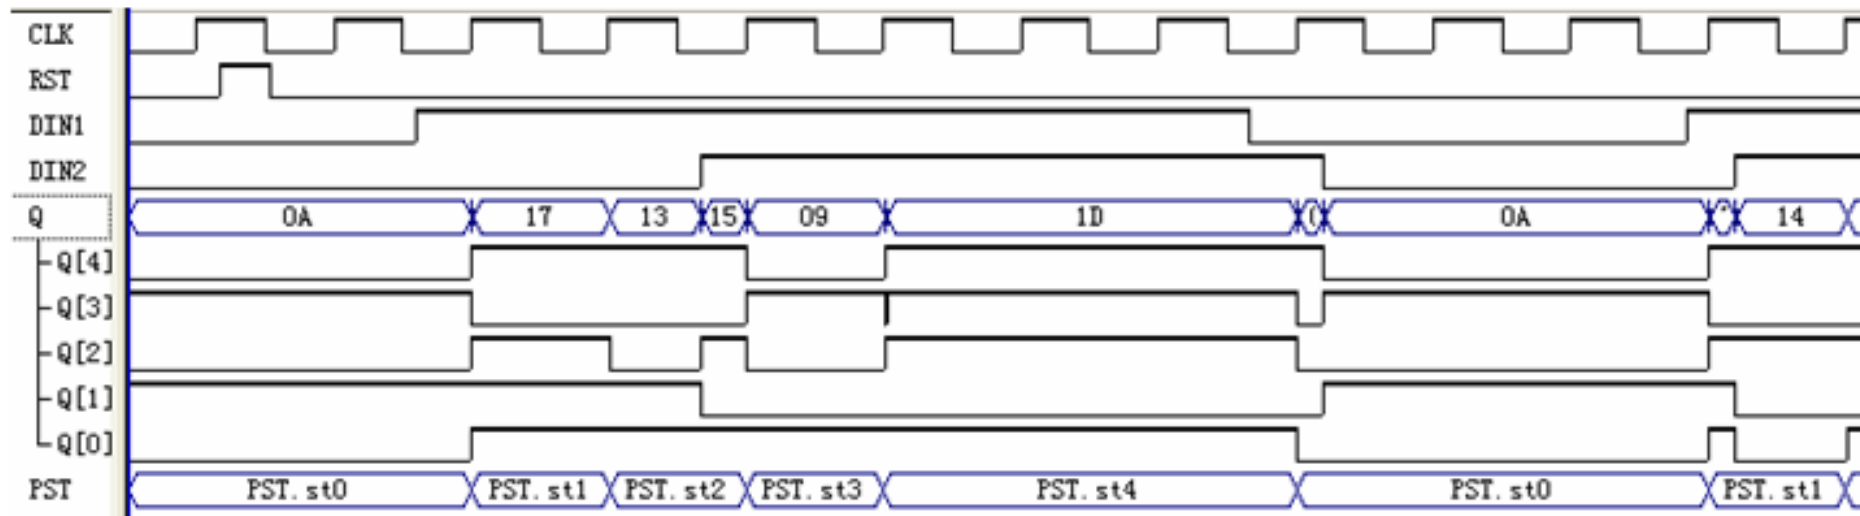 CLK
RST
DIN1
DIN2
Q 0A 17 13 15 09 1D ( 0A 14
Q[4]
Q[3]
Q[2]
Q[1]
Q[0]
PST PST.st0 PST.st1 PST.st2 PST.st3 PST.st4 PST.st0 PST.st1